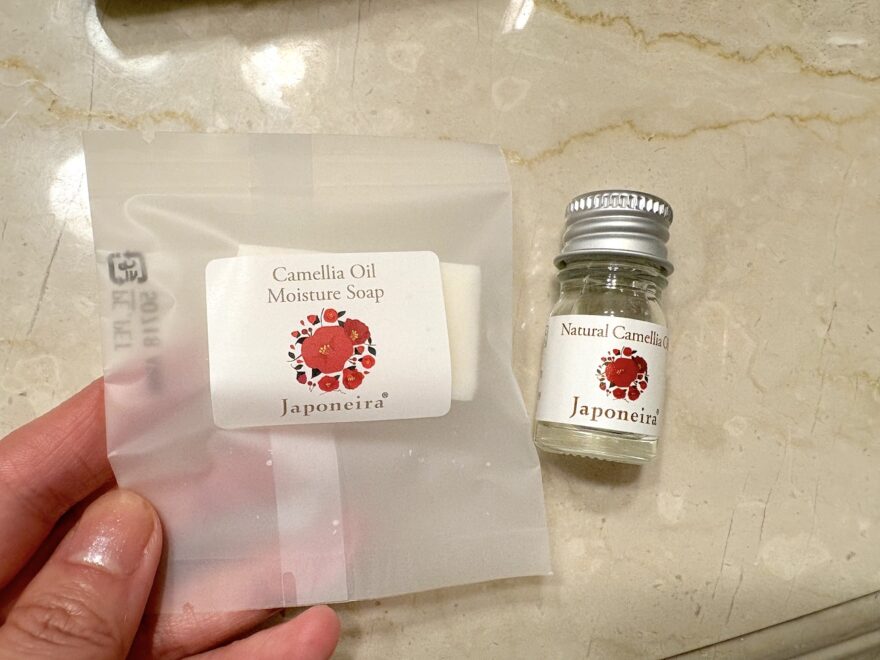 Camellia Oil
Moisture Soap
Japoneira®
Natural Camellia
Japoneira®